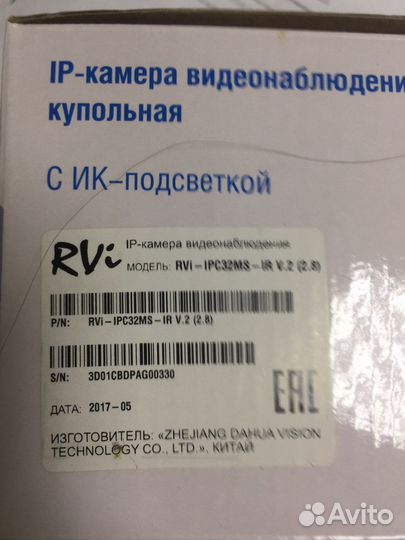 IP-камера видеонаблюдени
купольная
С ИК-подсветкой
RVi
IP-камера видеонаблюдения
МОДЕЛЬ: RVi-IPC32MS-IR V.2 (2.8)
P/N: RVi-IPC32MS-IR V.2 (2.8)
S/N: 3D01CBDPAG00330
ДАТА: 2017-05
EAC
ИЗГОТОВИТЕЛЬ: «ZHEJIANG DAHUA VISION
TECHNOLOGY CO., LTD.», КИТАЙ
Avito